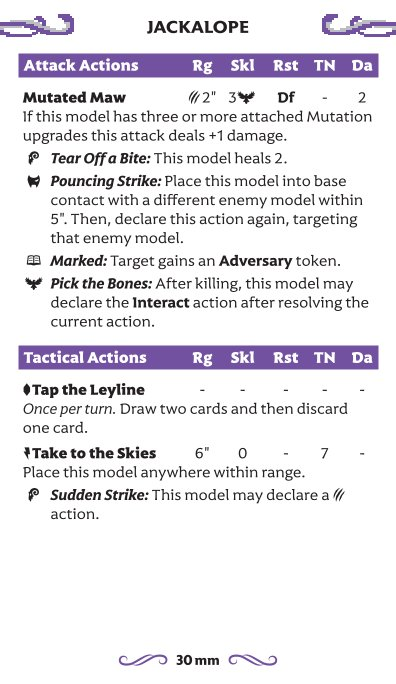 JACKALOPE
Attack Actions Rg Skl Rst TN Da
Mutated Maw 2" 3 Df - 2
If this model has three or more attached Mutation
upgrades this attack deals +1 damage.
Tear Off a Bite: This model heals 2.
Pouncing Strike: Place this model into base
contact with a different enemy model within
5". Then, declare this action again, targeting
that enemy model.
Marked: Target gains an Adversary token.
Pick the Bones: After killing, this model may
declare the Interact action after resolving the
current action.
Tactical Actions Rg Skl Rst TN Da
Tap the Leyline - - - - -
Once per turn. Draw two cards and then discard
one card.
Take to the Skies 6" 0 - 7 -
Place this model anywhere within range.
Sudden Strike: This model may declare a
action.
30 mm